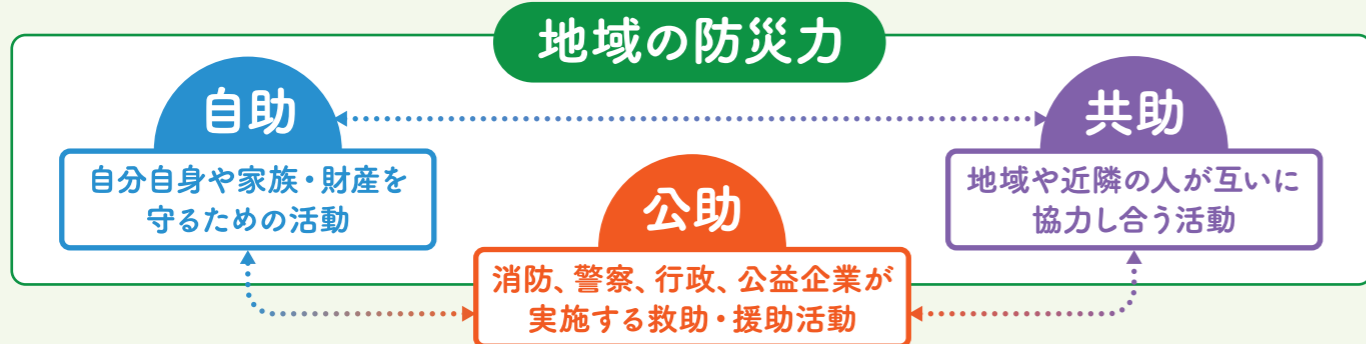 地域の防災力
自助
自分自身や家族・財産を
守るための活動
共助
地域や近隣の人が互いに
協力し合う活動
公助
消防、警察、行政、公益企業が
実施する救助・援助活動